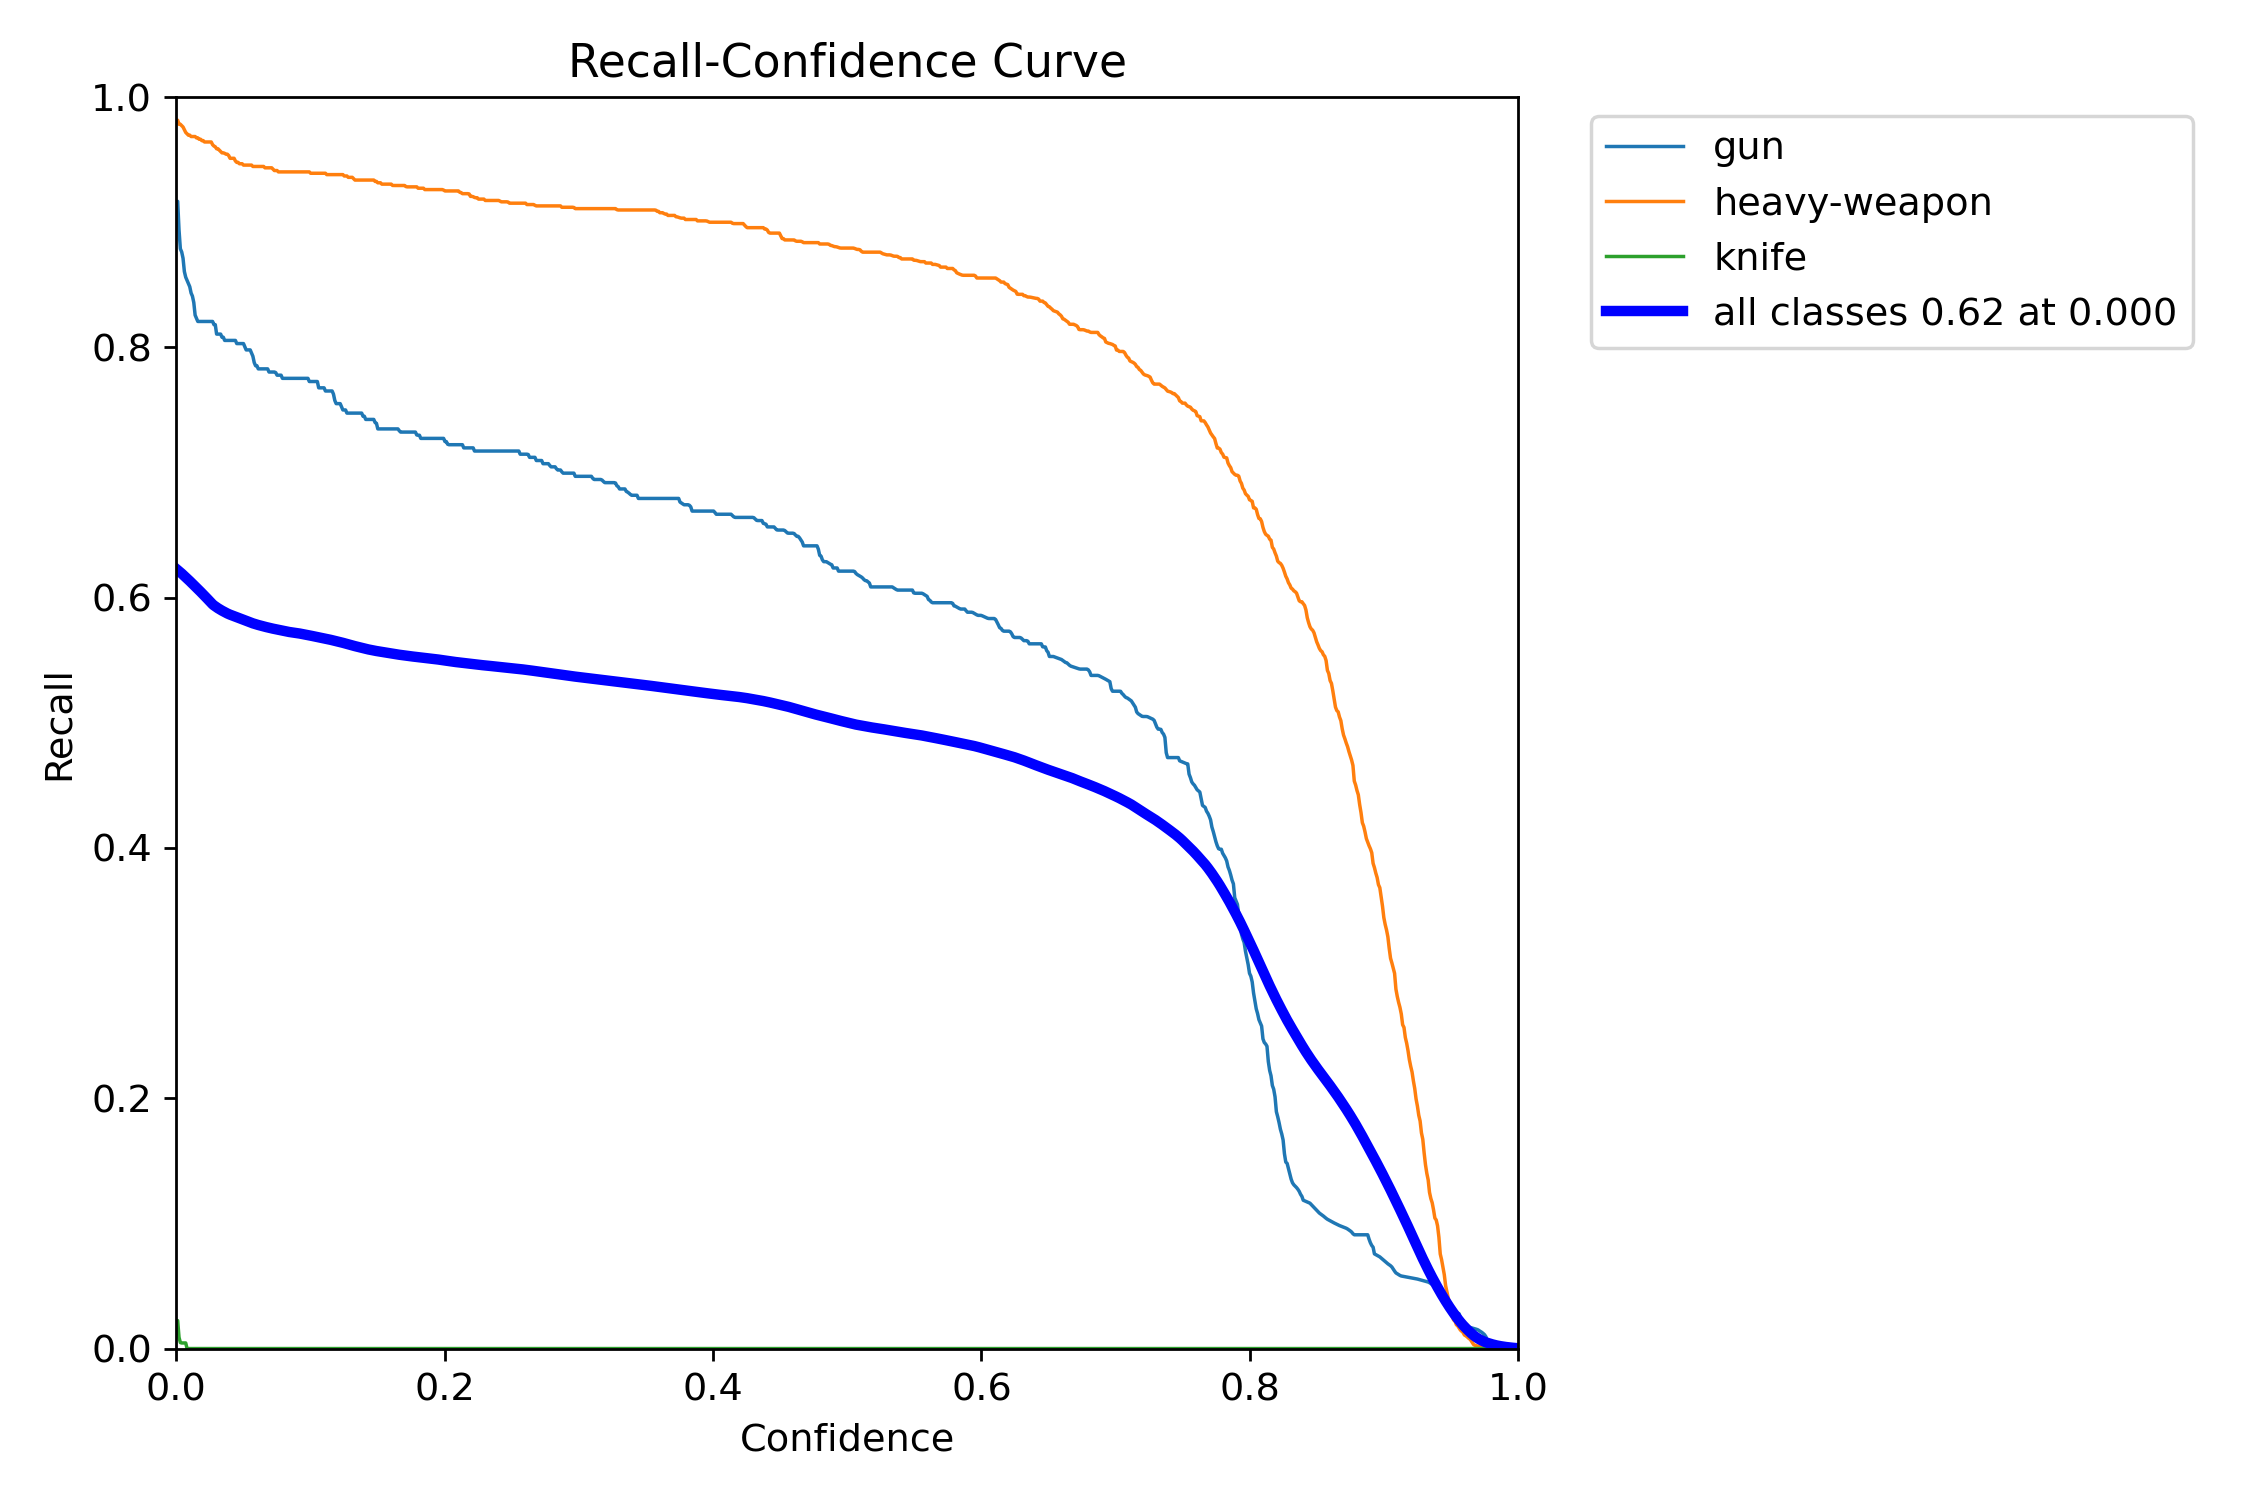 Recall-Confidence Curve
1.0
0.8
0.6
0.4
0.2
0.0
Recall
0.0 0.2 0.4 0.6 0.8 1.0
Confidence
gun
heavy-weapon
knife
all classes 0.62 at 0.000